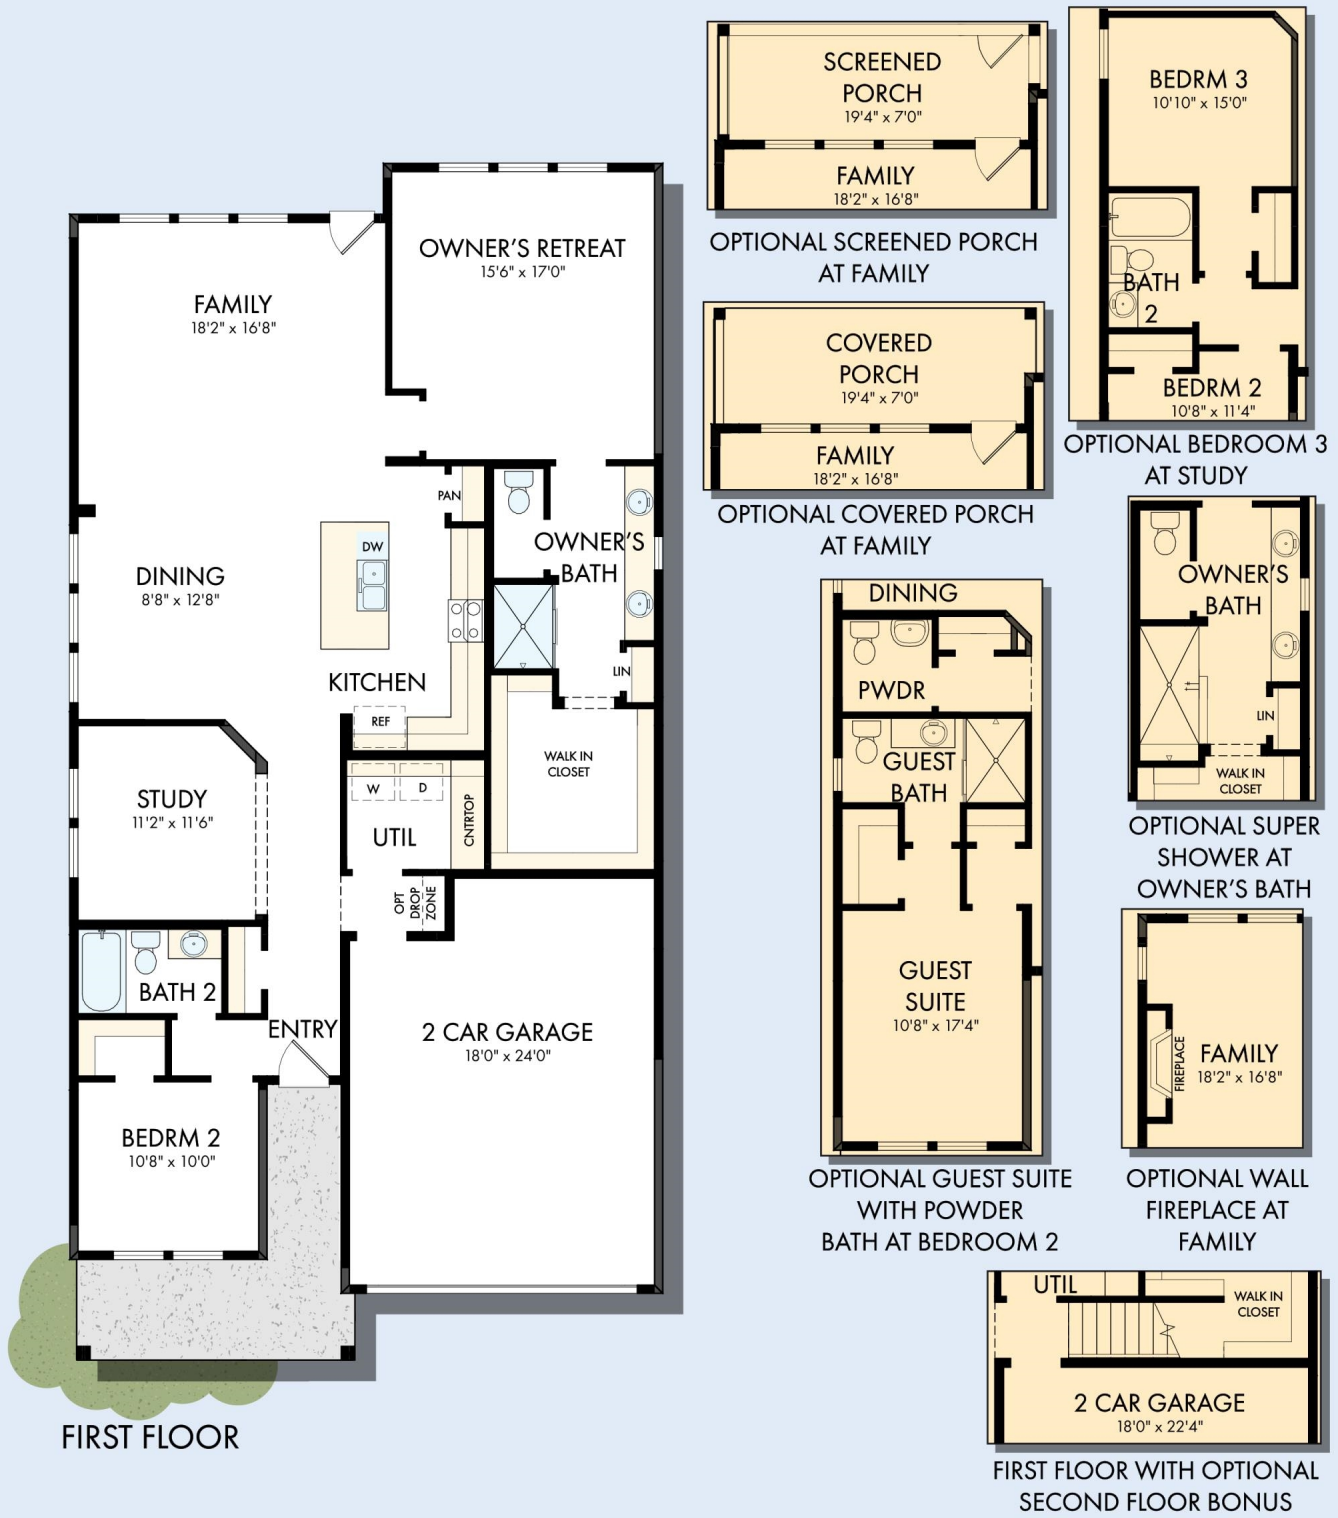 OWNER'S RETREAT
15'6" x 17'0"
FAMILY
18'2" x 16'8"
PAN
DW
OWNER'S
BATH
DINING
8'8" x 12'8"
LIN
KITCHEN
REF
WALK IN
CLOSET
W
D
CNTRTOP
STUDY
11'2" x 11'6"
UTIL
OPT
DROP
ZONE
BATH 2
ENTRY
2 CAR GARAGE
18'0" x 24'0"
BEDRM 2
10'8" x 10'0"
FIRST FLOOR
SCREENED
PORCH
19'4" x 7'0"
FAMILY
18'2" x 16'8"
OPTIONAL SCREENED PORCH
AT FAMILY
COVERED
PORCH
19'4" x 7'0"
FAMILY
18'2" x 16'8"
OPTIONAL COVERED PORCH
AT FAMILY
BEDRM 3
10'10" x 15'0"
BATH
2
BEDRM 2
10'8" x 11'4"
OPTIONAL BEDROOM 3
AT STUDY
OWNER'S
BATH
LIN
WALK IN
CLOSET
OPTIONAL SUPER
SHOWER AT
OWNER'S BATH
DINING
PWDR
GUEST
BATH
GUEST
SUITE
10'8" x 17'4"
OPTIONAL GUEST SUITE
WITH POWDER
BATH AT BEDROOM 2
FIREPLACE
FAMILY
18'2" x 16'8"
OPTIONAL WALL
FIREPLACE AT
FAMILY
UTIL
WALK IN
CLOSET
2 CAR GARAGE
18'0" x 22'4"
FIRST FLOOR WITH OPTIONAL
SECOND FLOOR BONUS